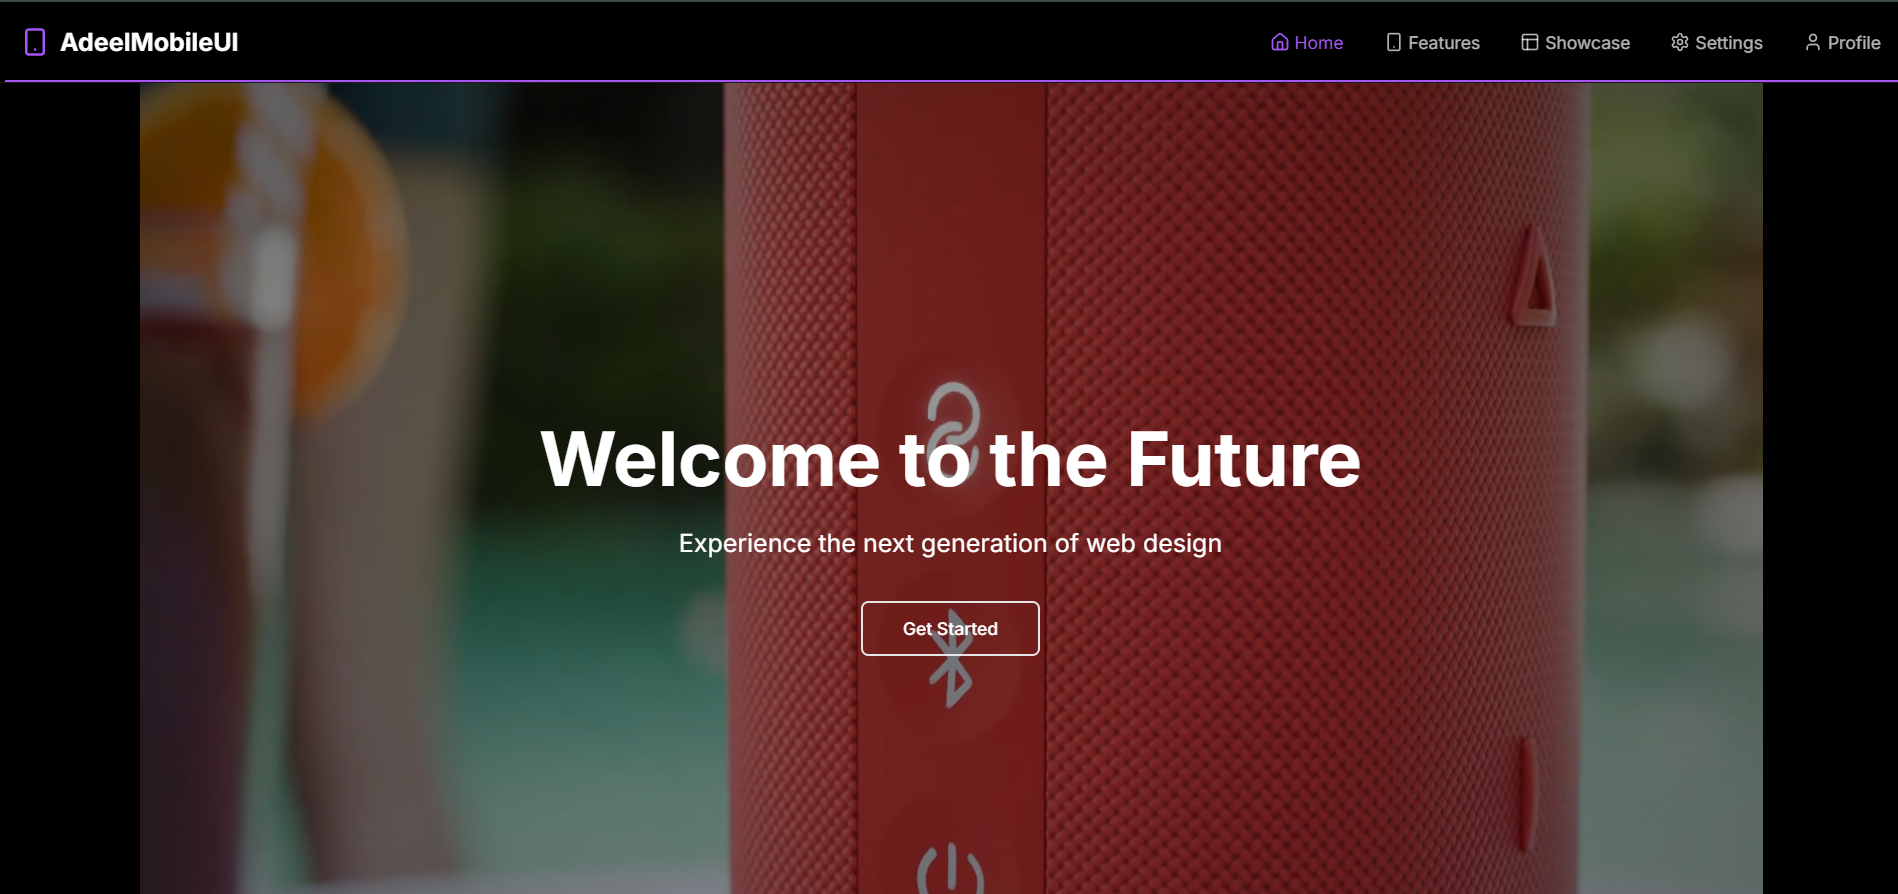 AdeelMobileUI
Home
Features
Showcase
Settings
Profile
Welcome to the Future
Experience the next generation of web design
Get Started